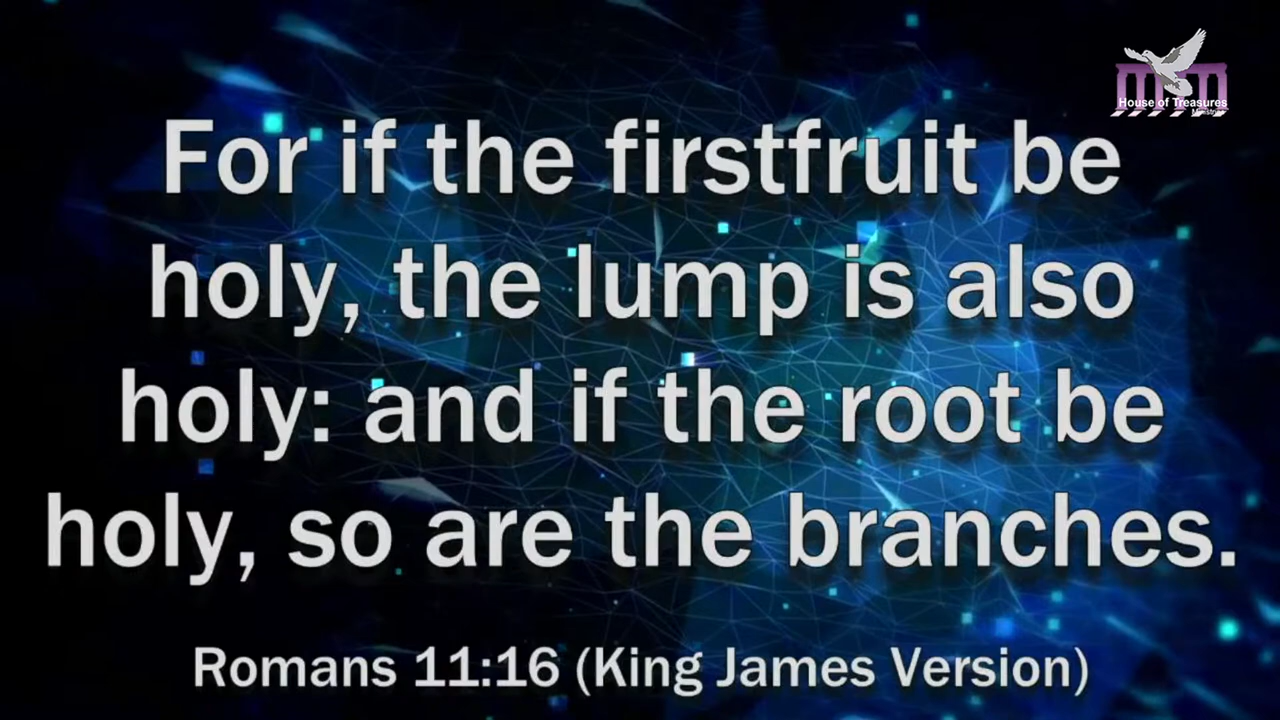 House of Treasures
Ministries
For if the firstfruit be
holy, the lump is also
holy: and if the root be
holy, so are the branches.
Romans 11:16 (King James Version)